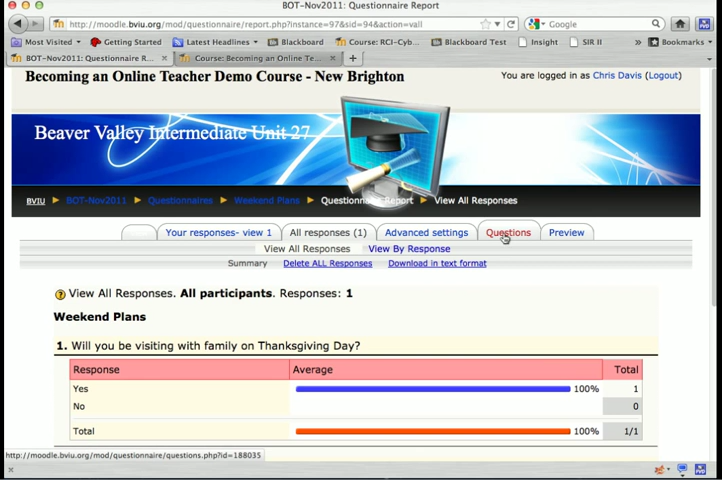 BOT-Nov2011: Questionnaire Report
http://moodle.bviu.org/mod/questionnaire/report.php?instance=97&sid=94&action=vall
Google
Most Visited Getting Started Latest Headlines Blackboard Course: RCI-Cyb... Blackboard Test Insight SIR II » Bookmarks
BOT-Nov2011: Questionnaire R... Course: Becoming an Online Te...
Becoming an Online Teacher Demo Course - New Brighton
You are logged in as Chris Davis (Logout)
Beaver Valley Intermediate Unit 27
BVIU ► BOT-Nov2011 ► Questionnaires ► Weekend Plans ► Questionnaire Report ► View All Responses
Your responses- view 1 All responses (1) Advanced settings Questions Preview
View All Responses View By Response
Summary Delete ALL Responses Download in text format
View All Responses. All participants. Responses: 1
Weekend Plans
1. Will you be visiting with family on Thanksgiving Day?
Response Average Total
Yes 100% 1
No 0
Total 100% 1/1
http://moodle.bviu.org/mod/questionnaire/questions.php?id=188035